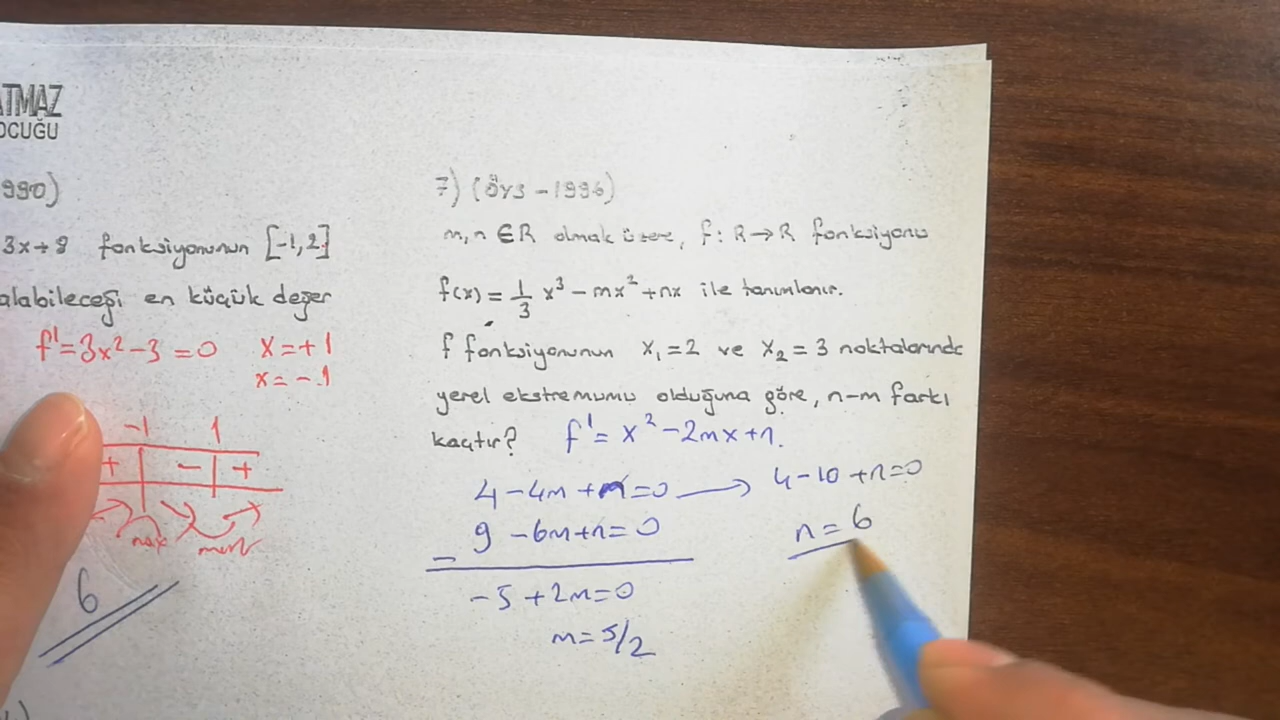 ATMAZ
OCUĞU
990)
3x+8 fonksiyonunun [-1,2]
alabileceği en küçük değer
f'=3x²-3=0 x=+1
x=-1
-1 1
+ - +
max min
6
7) (ÖYS-1996)
m,n ∈ R olmak üzere, f: R→R fonksiyonu
f(x)= 1/3 x³-mx²+nx ile tanımlanır.
f fonksiyonunun x₁=2 ve x₂=3 noktalarında
yerel ekstremumu olduğuna göre, n-m farkı
kaçtır? f'= x²-2mx+n.
4-4m+n=0 → 4-10+n=0
9-6m+n=0 n=6
-
-5+2m=0
m=5/2